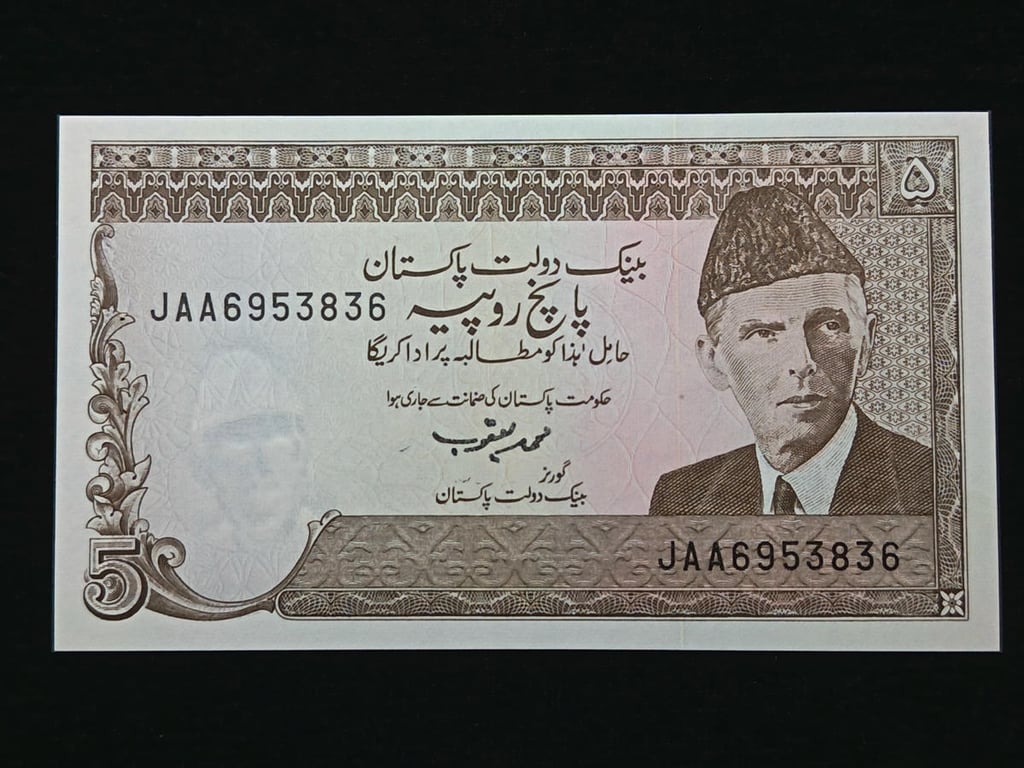 ۵
بینک دولت پاکستان
JAA6953836
پانچ روپیہ
حامل ہٰذا کو مطالبہ پر ادا کریگا
حکومت پاکستان کی ضمانت سے جاری ہوا
محمد یعقوب
گورنر
بینک دولت پاکستان
5
JAA6953836